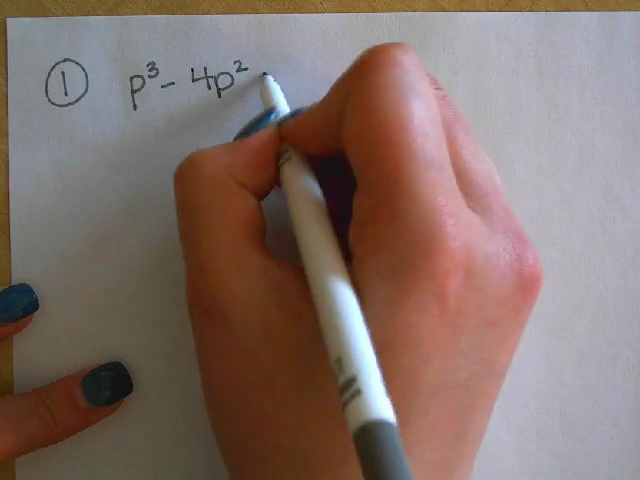 ① p³ - 4p²